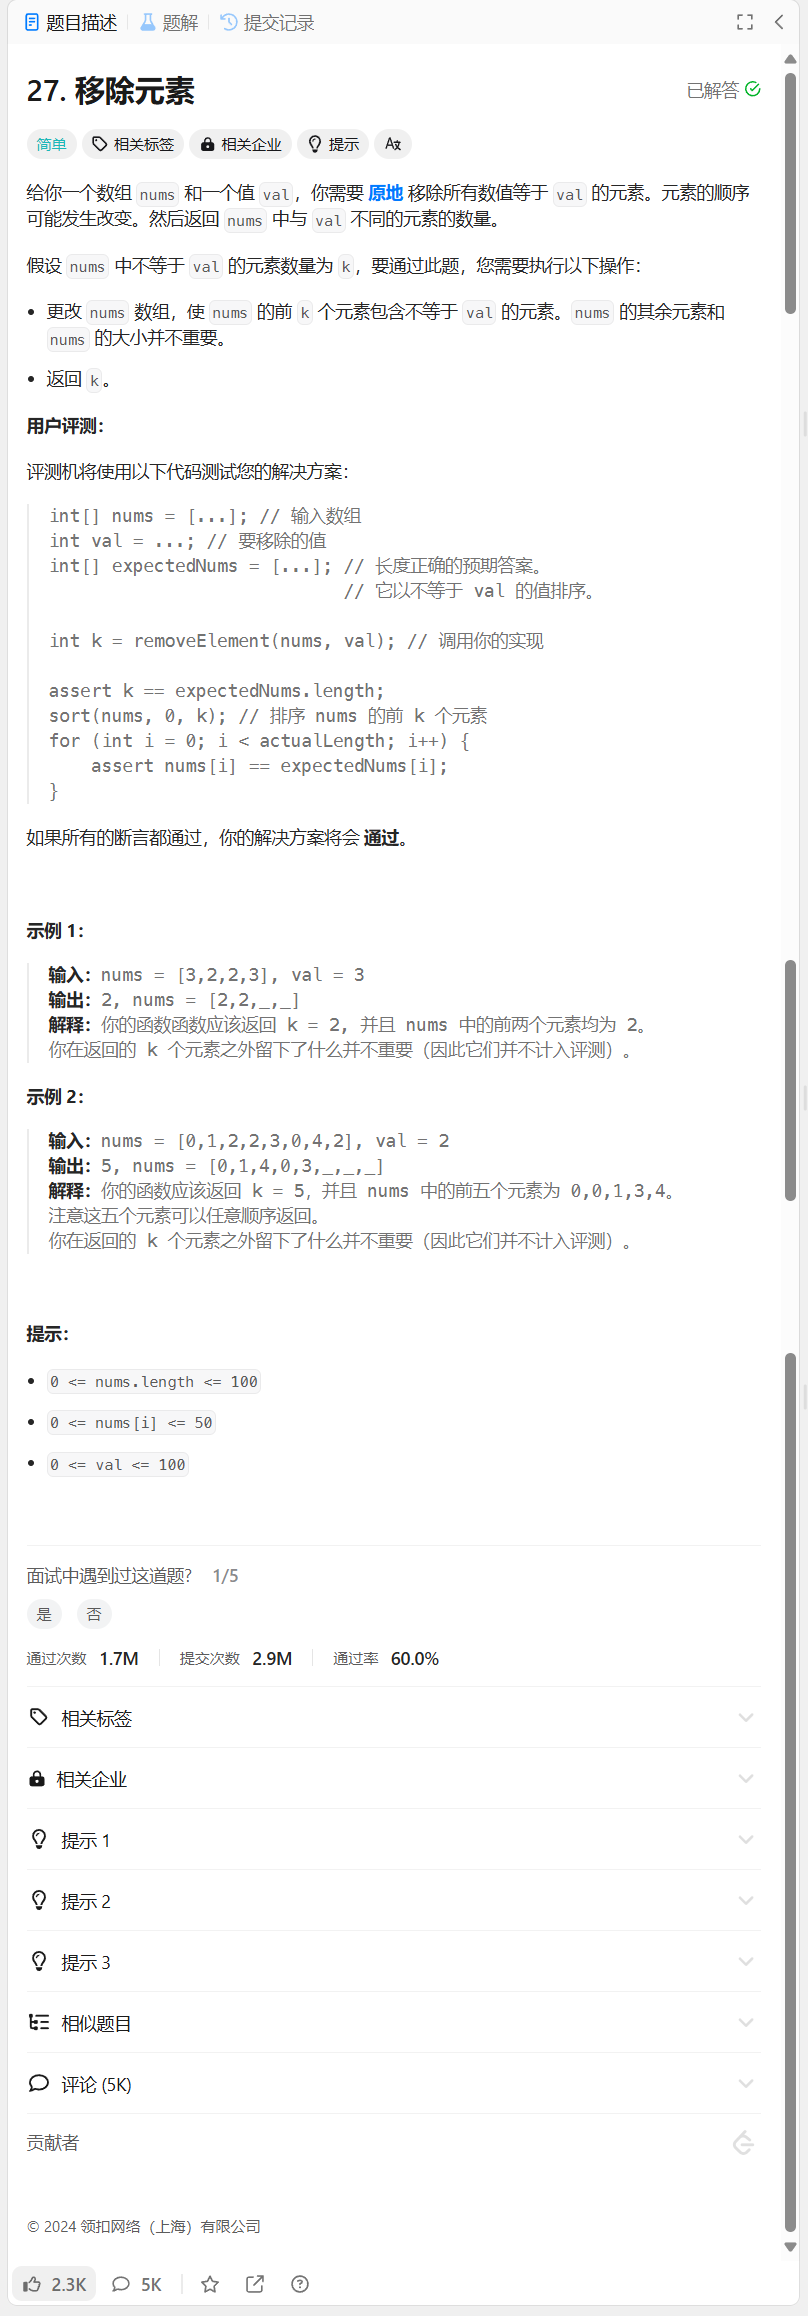 题目描述 题解 提交记录
27. 移除元素
已解答
简单 相关标签 相关企业 提示
给你一个数组 nums 和一个值 val，你需要 原地 移除所有数值等于 val 的元素。元素的顺序
可能发生改变。然后返回 nums 中与 val 不同的元素的数量。
假设 nums 中不等于 val 的元素数量为 k，要通过此题，您需要执行以下操作：
• 更改 nums 数组，使 nums 的前 k 个元素包含不等于 val 的元素。nums 的其余元素和
nums 的大小并不重要。
• 返回 k。
用户评测：
评测机将使用以下代码测试您的解决方案：
int[] nums = [...]; // 输入数组
int val = ...; // 要移除的值
int[] expectedNums = [...]; // 长度正确的预期答案。
// 它以不等于 val 的值排序。
int k = removeElement(nums, val); // 调用你的实现
assert k == expectedNums.length;
sort(nums, 0, k); // 排序 nums 的前 k 个元素
for (int i = 0; i < actualLength; i++) {
assert nums[i] == expectedNums[i];
}
如果所有的断言都通过，你的解决方案将会 通过。
示例 1：
输入：nums = [3,2,2,3], val = 3
输出：2, nums = [2,2,_,_]
解释：你的函数函数应该返回 k = 2, 并且 nums 中的前两个元素均为 2。
你在返回的 k 个元素之外留下了什么并不重要（因此它们并不计入评测）。
示例 2：
输入：nums = [0,1,2,2,3,0,4,2], val = 2
输出：5, nums = [0,1,4,0,3,_,_,_]
解释：你的函数应该返回 k = 5，并且 nums 中的前五个元素为 0,0,1,3,4。
注意这五个元素可以任意顺序返回。
你在返回的 k 个元素之外留下了什么并不重要（因此它们并不计入评测）。
提示：
• 0 <= nums.length <= 100
• 0 <= nums[i] <= 50
• 0 <= val <= 100
面试中遇到过这道题? 1/5
是 否
通过次数 1.7M 提交次数 2.9M 通过率 60.0%
相关标签
相关企业
提示 1
提示 2
提示 3
相似题目
评论 (5K)
贡献者
© 2024 领扣网络（上海）有限公司
2.3K 5K